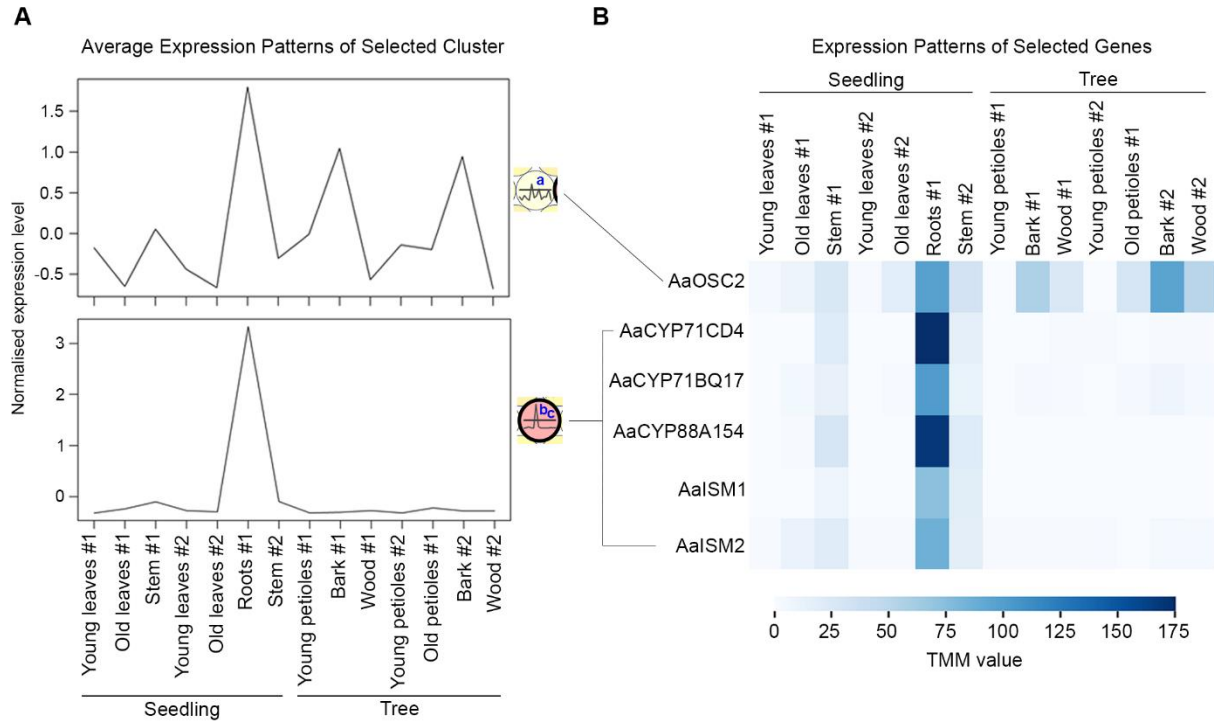 A
Average Expression Patterns of Selected Cluster
Normalised expression level
1.5
1.0
0.5
0.0
-0.5
3
2
1
0
Young leaves #1
Old leaves #1
Stem #1
Young leaves #2
Old leaves #2
Roots #1
Stem #2
Young petioles #1
Bark #1
Wood #1
Young petioles #2
Old petioles #1
Bark #2
Wood #2
Seedling
Tree
a
bc
B
Expression Patterns of Selected Genes
Seedling
Tree
Young leaves #1
Old leaves #1
Stem #1
Young leaves #2
Old leaves #2
Roots #1
Stem #2
Young petioles #1
Bark #1
Wood #1
Young petioles #2
Old petioles #1
Bark #2
Wood #2
AaOSC2
AaCYP71CD4
AaCYP71BQ17
AaCYP88A154
AaISM1
AaISM2
0 25 50 75 100 125 150 175
TMM value